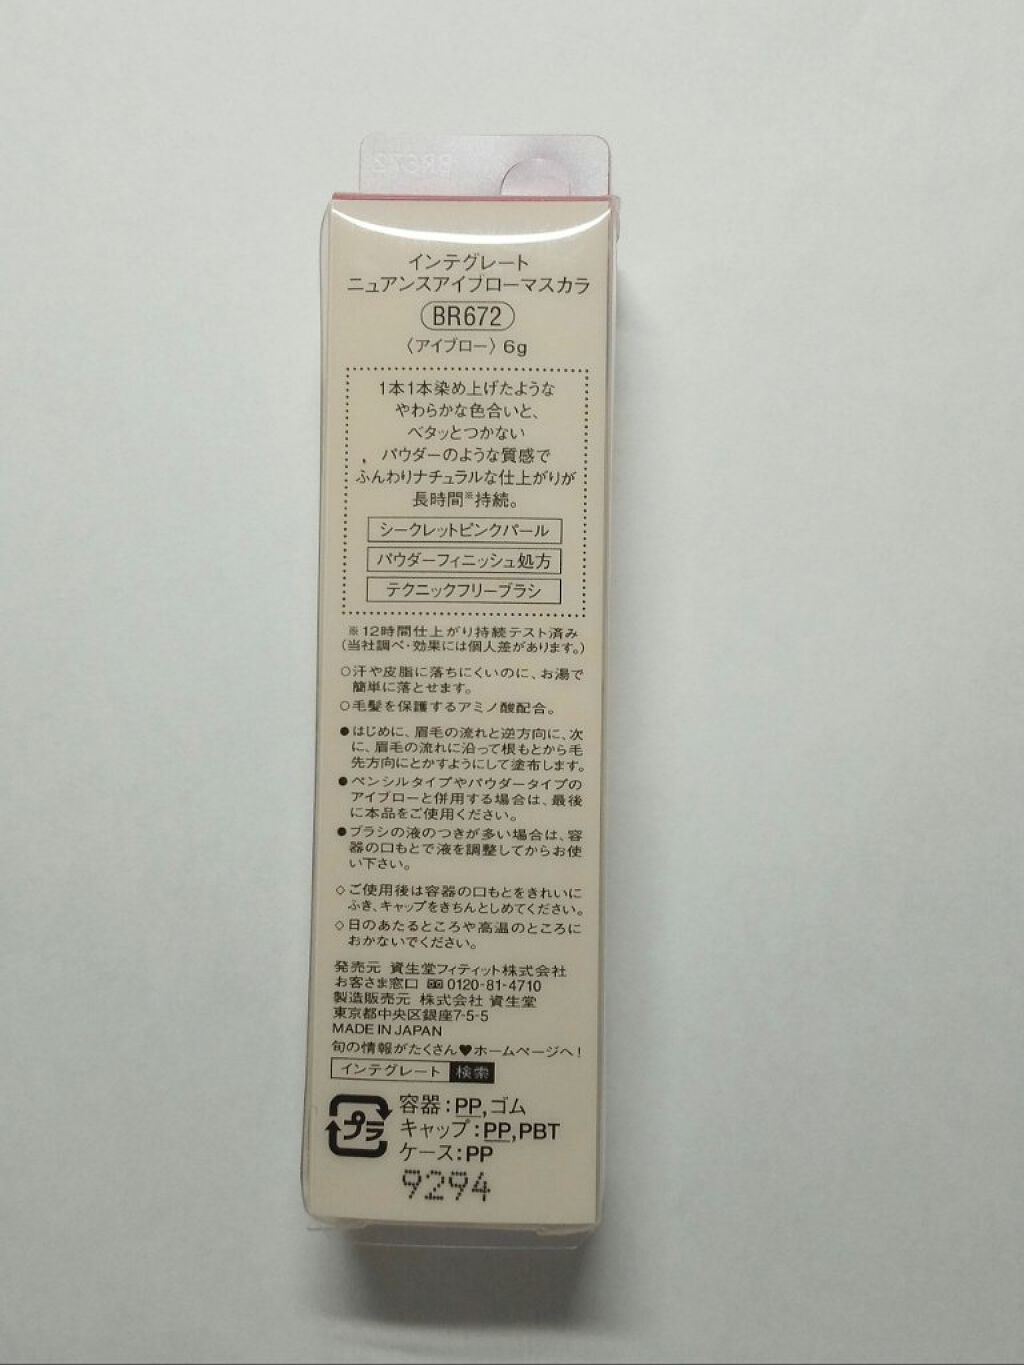 BR672
インテグレート
ニュアンスアイブローマスカラ
BR672
〈アイブロー〉6g
1本1本染め上げたような
やわらかな色合いと、
ベタッとつかない
パウダーのような質感で
ふんわりナチュラルな仕上がりが
長時間※持続。
シークレットピンクパール
パウダーフィニッシュ処方
テクニックフリーブラシ
※12時間仕上がり持続テスト済み
(当社調べ・効果には個人差があります。)
○汗や皮脂に落ちにくいのに、お湯で
簡単に落とせます。
○毛髪を保護するアミノ酸配合。
●はじめに、眉毛の流れと逆方向に、次
に、眉毛の流れに沿って根もとから毛
先方向にとかすようにして塗布します。
●ペンシルタイプやパウダータイプの
アイブローと併用する場合は、最後
に本品をご使用ください。
●ブラシの液のつきが多い場合は、容
器の口もとで液を調整してからお使
い下さい。
◇ご使用後は容器の口もとをきれいに
ふき、キャップをきちんとしめてください。
◇日のあたるところや高温のところに
おかないでください。
発売元 資生堂フィティット株式会社
お客さま窓口 0120-81-4710
製造販売元 株式会社 資生堂
東京都中央区銀座7-5-5
MADE IN JAPAN
旬の情報がたくさん♥ホームページへ!
インテグレート 検索
プラ
容器:PP,ゴム
キャップ:PP,PBT
ケース:PP
9294